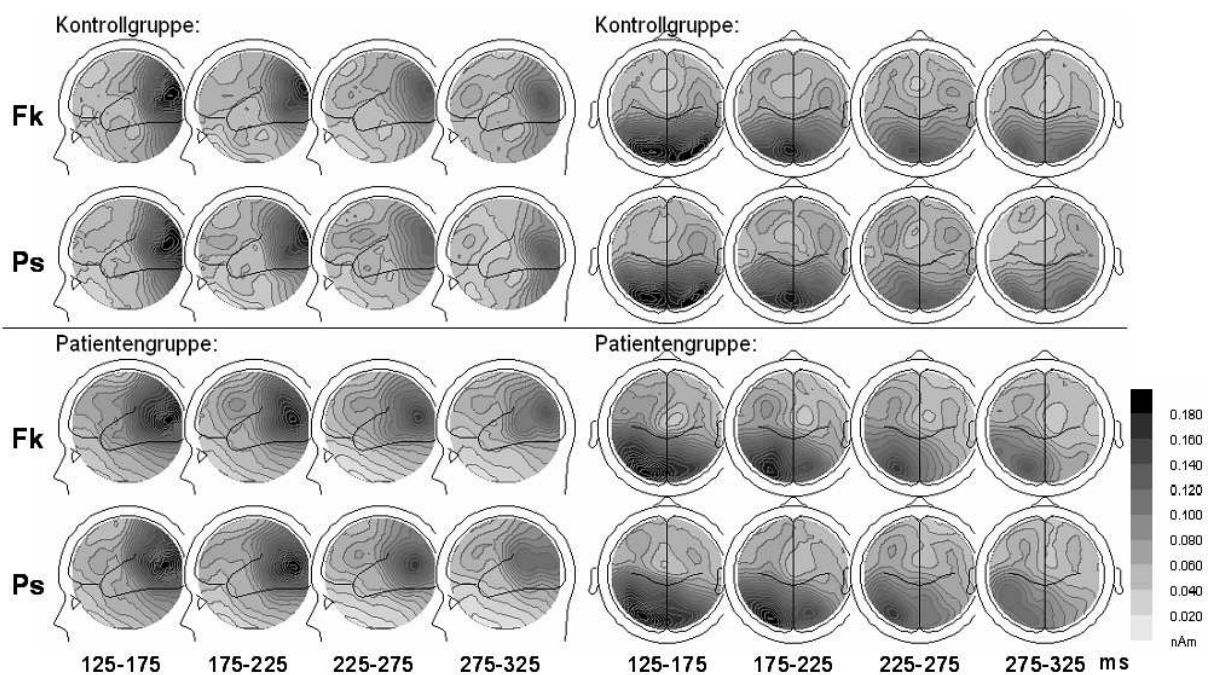 Kontrollgruppe: Kontrollgruppe:
Fk
Ps
Patientengruppe: Patientengruppe:
Fk
Ps
0.180
0.160
0.140
0.120
0.100
0.080
0.060
0.040
0.020
nAm
125-175 175-225 225-275 275-325 125-175 175-225 225-275 275-325 ms